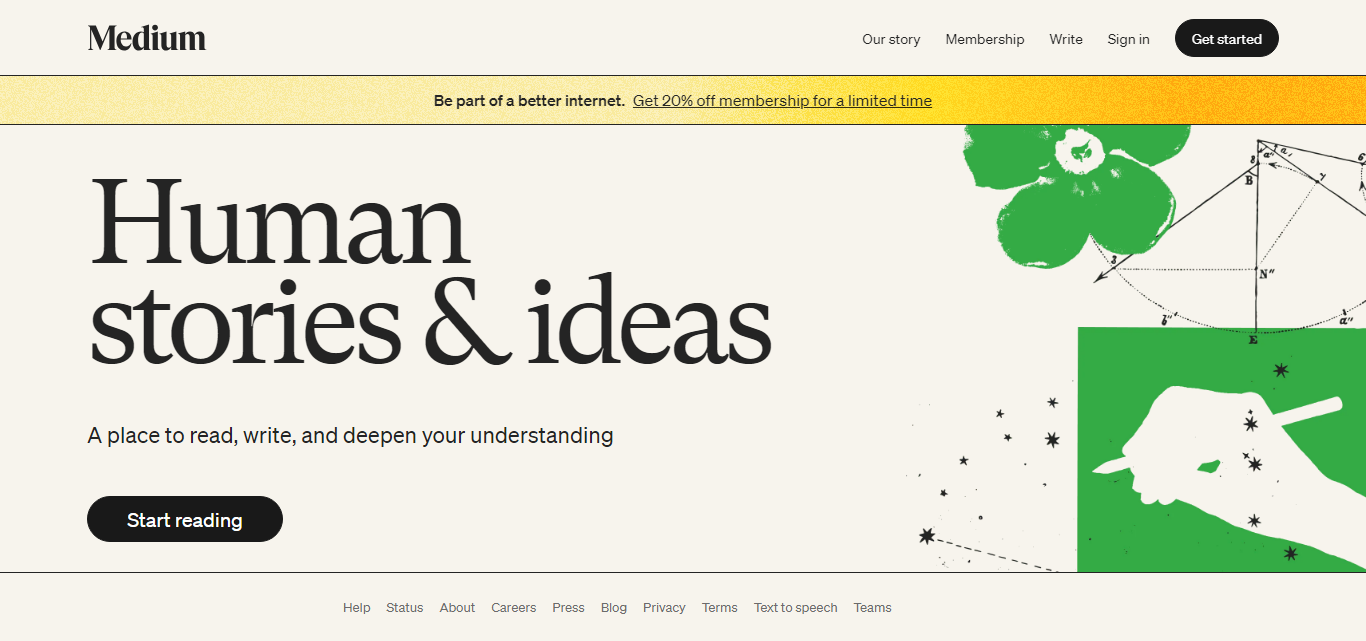 Medium
Our story Membership Write Sign in Get started
Be part of a better internet. Get 20% off membership for a limited time
Human
stories & ideas
A place to read, write, and deepen your understanding
Start reading
B
3
N″
b″
a″
E
Help Status About Careers Press Blog Privacy Terms Text to speech Teams